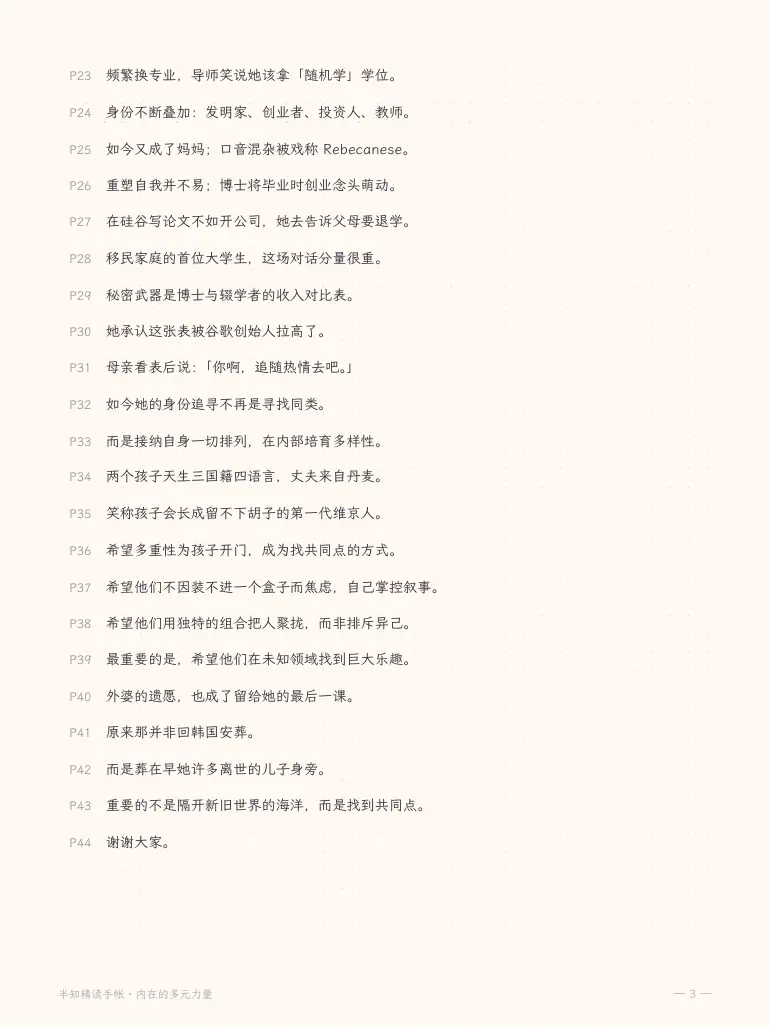 P23 频繁换专业，导师笑说她该拿「随机学」学位。
P24 身份不断叠加：发明家、创业者、投资人、教师。
P25 如今又成了妈妈；口音混杂被戏称 Rebecanese。
P26 重塑自我并不易；博士将毕业时创业念头萌动。
P27 在硅谷写论文不如开公司，她去告诉父母要退学。
P28 移民家庭的首位大学生，这场对话分量很重。
P29 秘密武器是博士与辍学者的收入对比表。
P30 她承认这张表被谷歌创始人拉高了。
P31 母亲看表后说：「你啊，追随热情去吧。」
P32 如今她的身份追寻不再是寻找同类。
P33 而是接纳自身一切排列，在内部培育多样性。
P34 两个孩子天生三国籍四语言，丈夫来自丹麦。
P35 笑称孩子会长成留不下胡子的第一代维京人。
P36 希望多重性为孩子开门，成为找共同点的方式。
P37 希望他们不因装不进一个盒子而焦虑，自己掌控叙事。
P38 希望他们用独特的组合把人聚拢，而非排斥异己。
P39 最重要的是，希望他们在未知领域找到巨大乐趣。
P40 外婆的遗愿，也成了留给她的最后一课。
P41 原来那并非回韩国安葬。
P42 而是葬在早她许多离世的儿子身旁。
P43 重要的不是隔开新旧世界的海洋，而是找到共同点。
P44 谢谢大家。
半知精读手帐・内在的多元力量
— 3 —